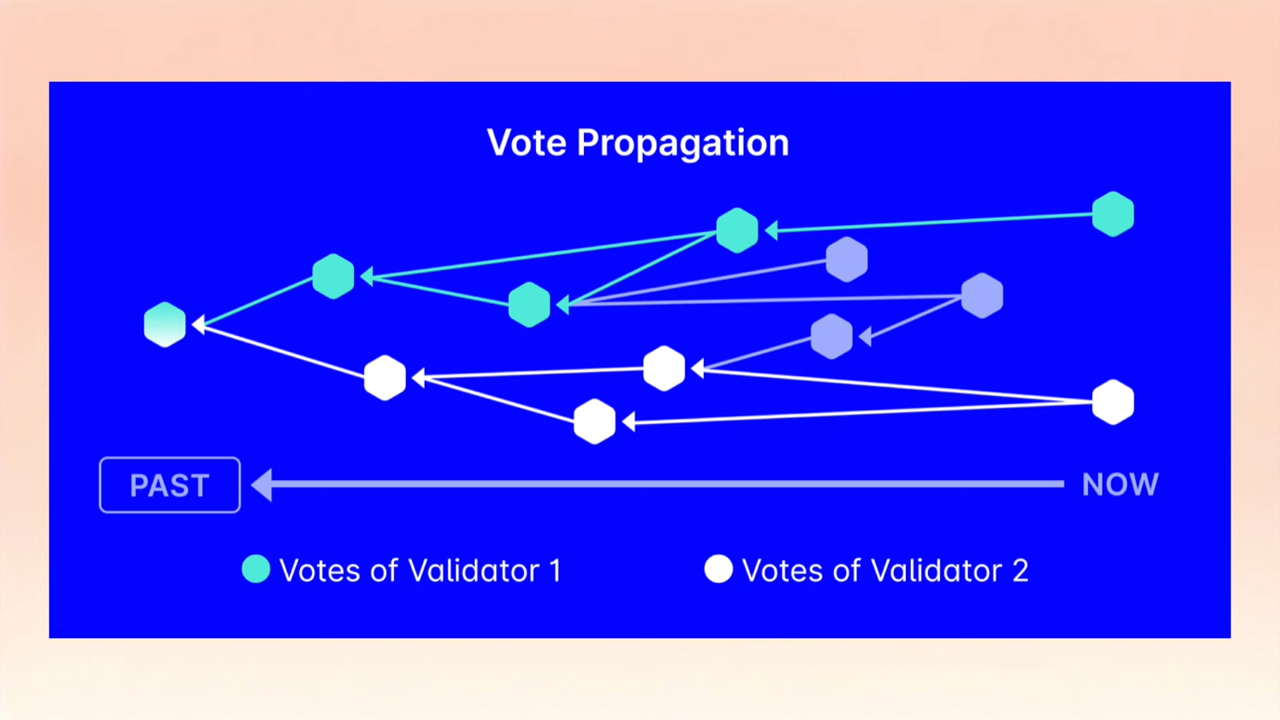 Vote Propagation
PAST
NOW
Votes of Validator 1
Votes of Validator 2